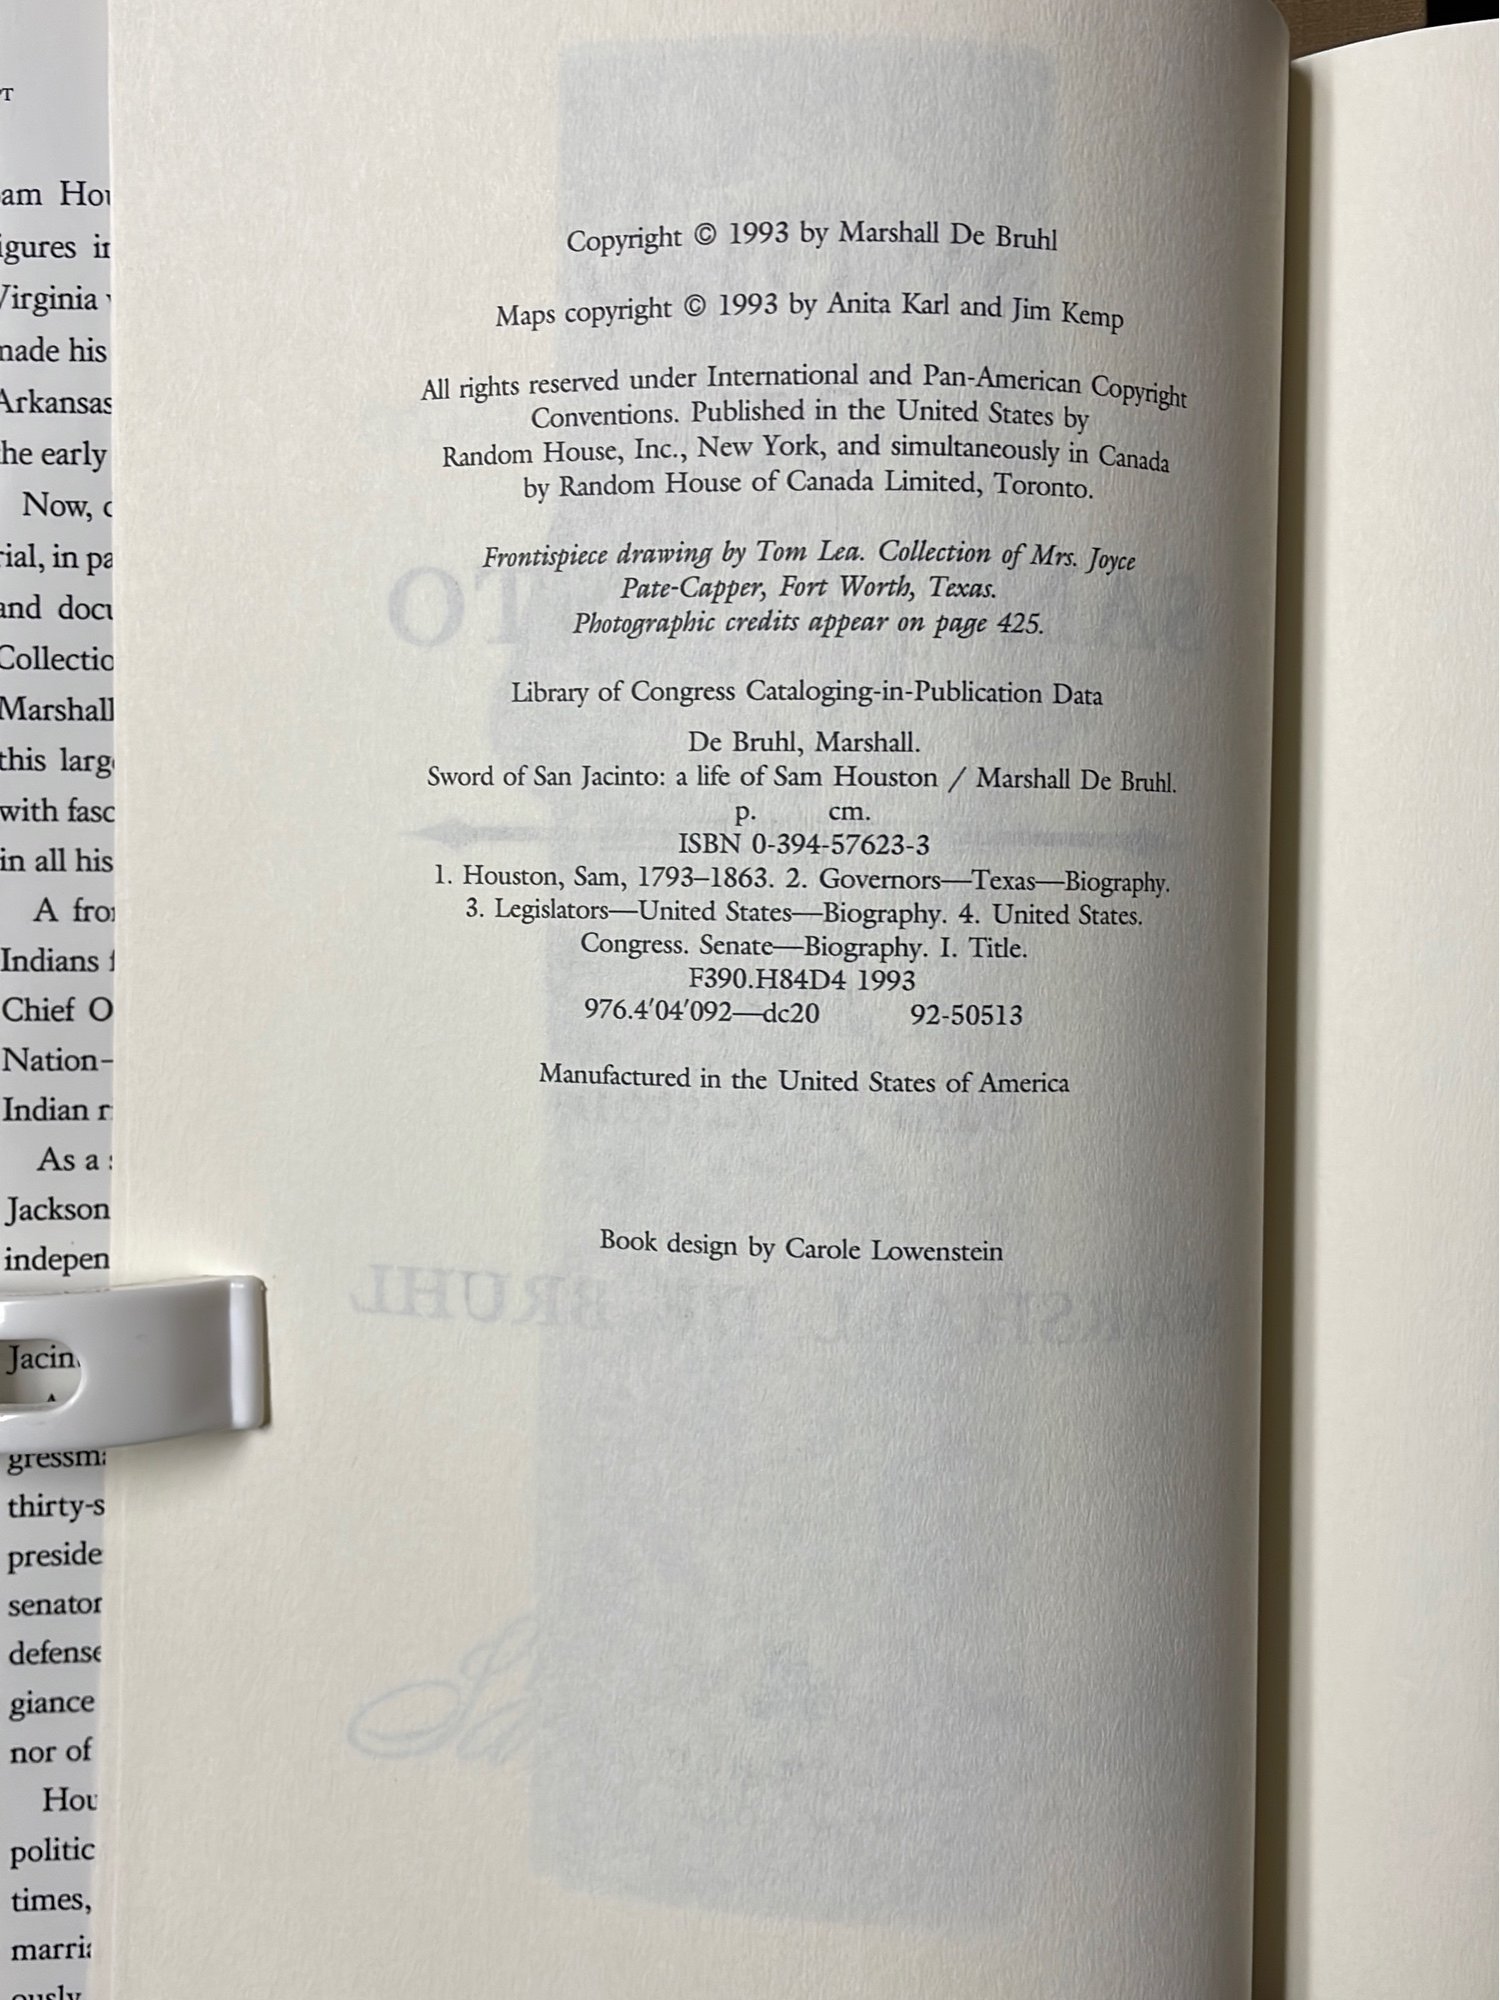 T
am Hou
igures in
Virginia
made his
Arkansas
he early
Now,
rial, in pa
and docu
Collectio
Marshall
this larg
with fasc
in all his
A fro
Indians
Chief O
Nation–
Indian r
As a
Jackson
indepen
Jacin
gressma
thirty-s
preside
senator
defense
giance
nor of
Hou
politic
times,
marria
ously
Copyright © 1993 by Marshall De Bruhl
Maps copyright © 1993 by Anita Karl and Jim Kemp
All rights reserved under International and Pan-American Copyright
Conventions. Published in the United States by
Random House, Inc., New York, and simultaneously in Canada
by Random House of Canada Limited, Toronto.
Frontispiece drawing by Tom Lea. Collection of Mrs. Joyce
Pate-Capper, Fort Worth, Texas.
Photographic credits appear on page 425.
Library of Congress Cataloging-in-Publication Data
De Bruhl, Marshall.
Sword of San Jacinto: a life of Sam Houston / Marshall De Bruhl.
p. cm.
ISBN 0-394-57623-3
1. Houston, Sam, 1793–1863. 2. Governors—Texas—Biography.
3. Legislators—United States—Biography. 4. United States.
Congress. Senate—Biography. I. Title.
F390.H84D4 1993
976.4′04′092—dc20 92-50513
Manufactured in the United States of America
Book design by Carole Lowenstein